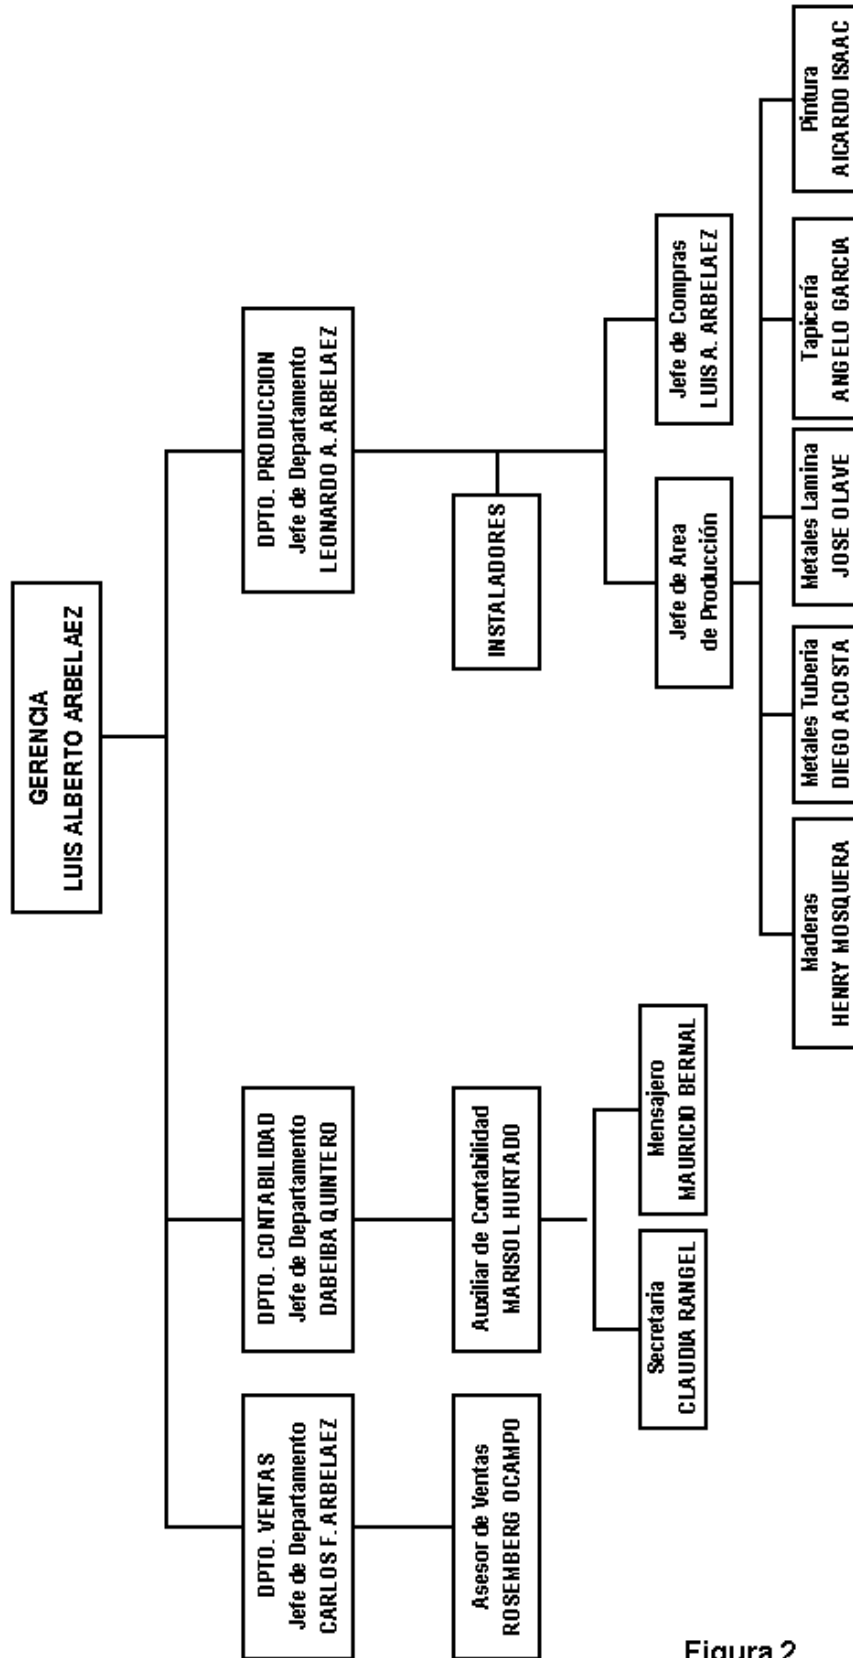 GERENCIA
LUIS ALBERTO ARBELAEZ
DPTO. VENTAS
Jefe de Departamento
CARLOS F. ARBELAEZ
DPTO. CONTABILIDAD
Jefe de Departamento
DABEIBA QUINTERO
DPTO. PRODUCCION
Jefe de Departamento
LEONARDO A. ARBELAEZ
Asesor de Ventas
ROSEMBERG OCAMPO
Auxiliar de Contabilidad
MARISOL HURTADO
INSTALADORES
Secretaria
CLAUDIA RANGEL
Mensajero
MAURICIO BERNAL
Jefe de Area
de Producción
Jefe de Compras
LUIS A. ARBELAEZ
Maderas
HENRY MOSQUERA
Metales Tuberia
DIEGO ACOSTA
Metales Lamina
JOSE OLAVE
Tapicería
ANGELO GARCIA
Pintura
AICARDO ISAAC
Figura 2